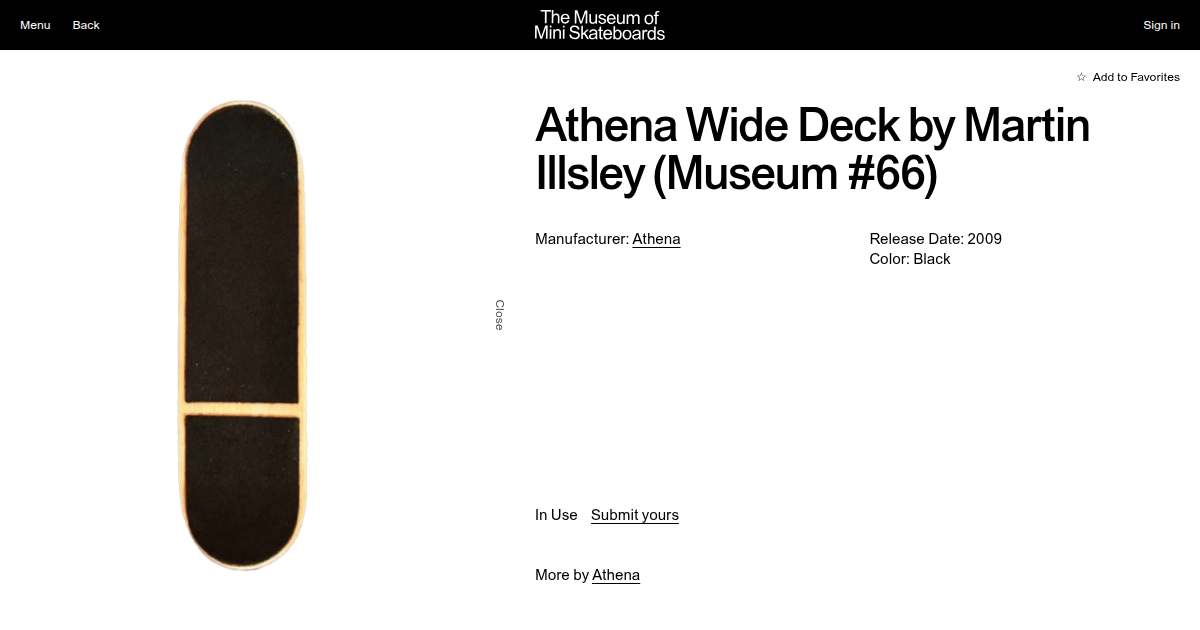 Menu
Back
The Museum of
Mini Skateboards
Sign in
☆ Add to Favorites
Athena Wide Deck by Martin
Illsley (Museum #66)
Manufacturer: Athena
Release Date: 2009
Color: Black
Close
In Use Submit yours
More by Athena